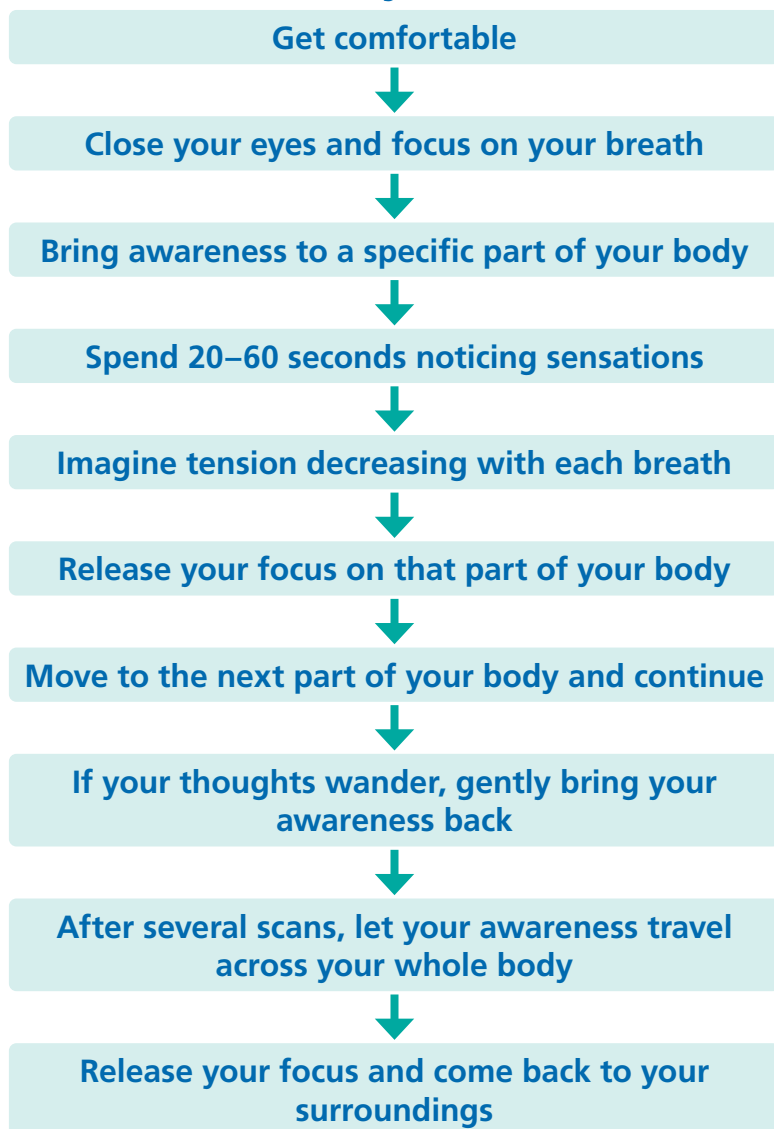 Get comfortable
Close your eyes and focus on your breath
Bring awareness to a specific part of your body
Spend 20–60 seconds noticing sensations
Imagine tension decreasing with each breath
Release your focus on that part of your body
Move to the next part of your body and continue
If your thoughts wander, gently bring your
awareness back
After several scans, let your awareness travel
across your whole body
Release your focus and come back to your
surroundings